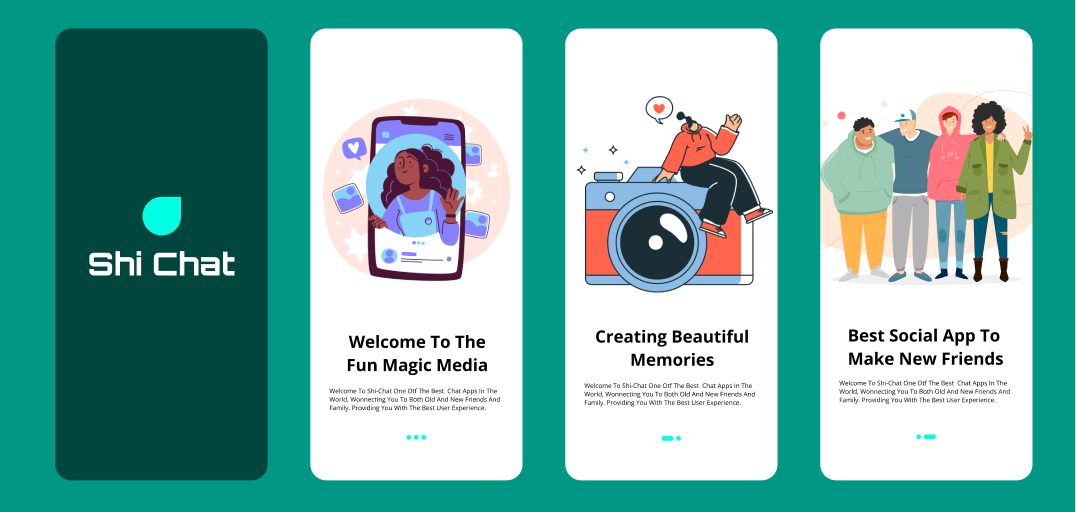 Shi Chat
Welcome To The
Fun Magic Media
Welcome To Shi-Chat One Otf The Best Chat Apps In The
World, Wonnecting You To Both Old And New Friends And
Family. Providing You With The Best User Experience.
Creating Beautiful
Memories
Welcome To Shi-Chat One Otf The Best Chat Apps In The
World, Wonnecting You To Both Old And New Friends And
Family. Providing You With The Best User Experience.
Best Social App To
Make New Friends
Welcome To Shi-Chat One Otf The Best Chat Apps In The
World, Wonnecting You To Both Old And New Friends And
Family. Providing You With The Best User Experience.